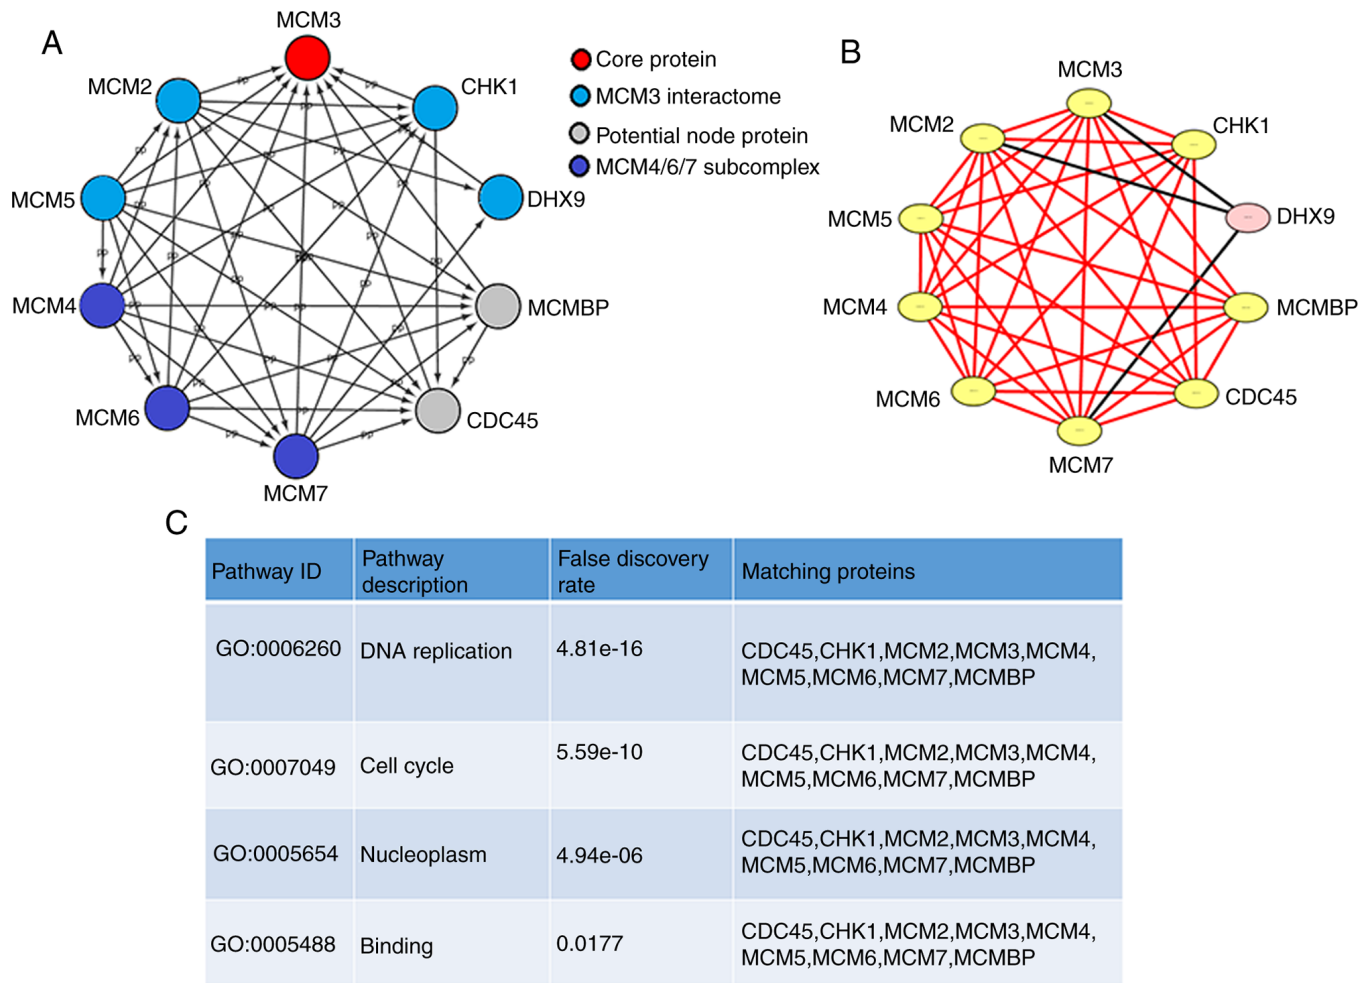 A
MCM3
MCM2
CHK1
MCM5
DHX9
MCM4
MCMBP
MCM6
CDC45
MCM7
pp
Core protein
MCM3 interactome
Potential node protein
MCM4/6/7 subcomplex
B
MCM3
MCM2
CHK1
MCM5
DHX9
MCM4
MCMBP
MCM6
CDC45
MCM7
C
Pathway ID
Pathway
description
False discovery
rate
Matching proteins
GO:0006260
DNA replication
4.81e-16
CDC45,CHK1,MCM2,MCM3,MCM4,
MCM5,MCM6,MCM7,MCMBP
GO:0007049
Cell cycle
5.59e-10
CDC45,CHK1,MCM2,MCM3,MCM4,
MCM5,MCM6,MCM7,MCMBP
GO:0005654
Nucleoplasm
4.94e-06
CDC45,CHK1,MCM2,MCM3,MCM4,
MCM5,MCM6,MCM7,MCMBP
GO:0005488
Binding
0.0177
CDC45,CHK1,MCM2,MCM3,MCM4,
MCM5,MCM6,MCM7,MCMBP